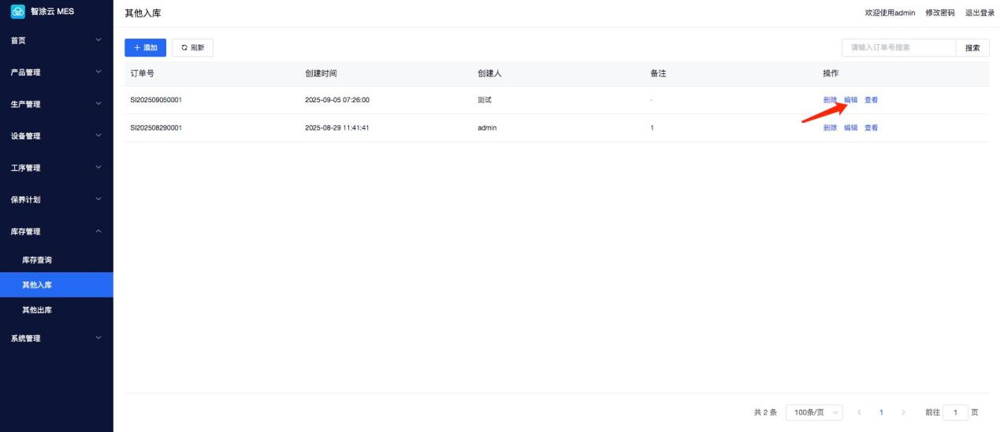 智涂云 MES
其他入库
欢迎使用admin 修改密码 退出登录
首页
产品管理
生产管理
设备管理
工序管理
保养计划
库存管理
库存查询
其他入库
其他出库
系统管理
+ 添加 刷新
请输入订单号搜索 搜索
订单号 创建时间 创建人 备注 操作
SI202509050001 2025-09-05 07:26:00 测试 - 删除 编辑 查看
SI202508290001 2025-08-29 11:41:41 admin 1 删除 编辑 查看
共 2 条 100条/页 1 前往 1 页